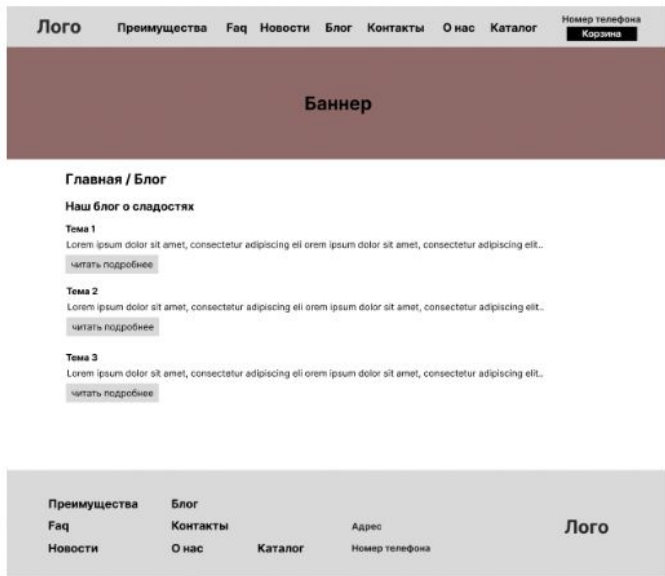 Лого Преимущества Faq Новости Блог Контакты О нас Каталог Номер телефона
Корзина
Баннер
Главная / Блог
Наш блог о сладостях
Тема 1
Lorem ipsum dolor sit amet, consectetur adipiscing eli orem ipsum dolor sit amet, consectetur adipiscing elit..
читать подробнее
Тема 2
Lorem ipsum dolor sit amet, consectetur adipiscing eli orem ipsum dolor sit amet, consectetur adipiscing elit..
читать подробнее
Тема 3
Lorem ipsum dolor sit amet, consectetur adipiscing eli orem ipsum dolor sit amet, consectetur adipiscing elit..
читать подробнее
Преимущества Блог
Faq Контакты Адрес Лого
Новости О нас Каталог Номер телефона